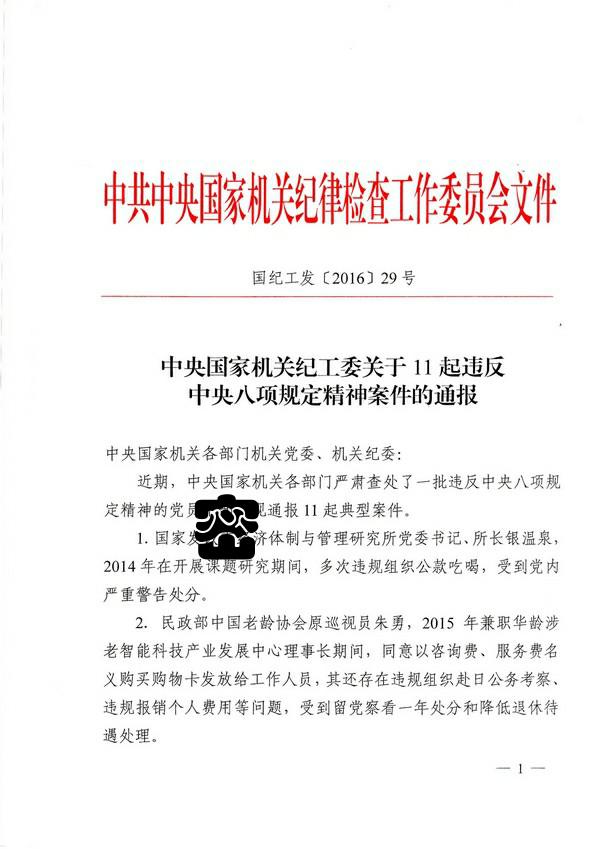 中共中央国家机关纪律检查工作委员会文件
国纪工发〔2016〕29 号
中央国家机关纪工委关于 11 起违反
中央八项规定精神案件的通报
中央国家机关各部门机关党委、机关纪委：
近期，中央国家机关各部门严肃查处了一批违反中央八项规
定精神的党员 通报 11 起典型案件。
1. 国家发 济体制与管理研究所党委书记、所长银温泉，
2014 年在开展课题研究期间，多次违规组织公款吃喝，受到党内
严重警告处分。
2. 民政部中国老龄协会原巡视员朱勇，2015 年兼职华龄涉
老智能科技产业发展中心理事长期间，同意以咨询费、服务费名
义购买购物卡发放给工作人员，其还存在违规组织赴日公务考察、
违规报销个人费用等问题，受到留党察看一年处分和降低退休待
遇处理。
— 1 —